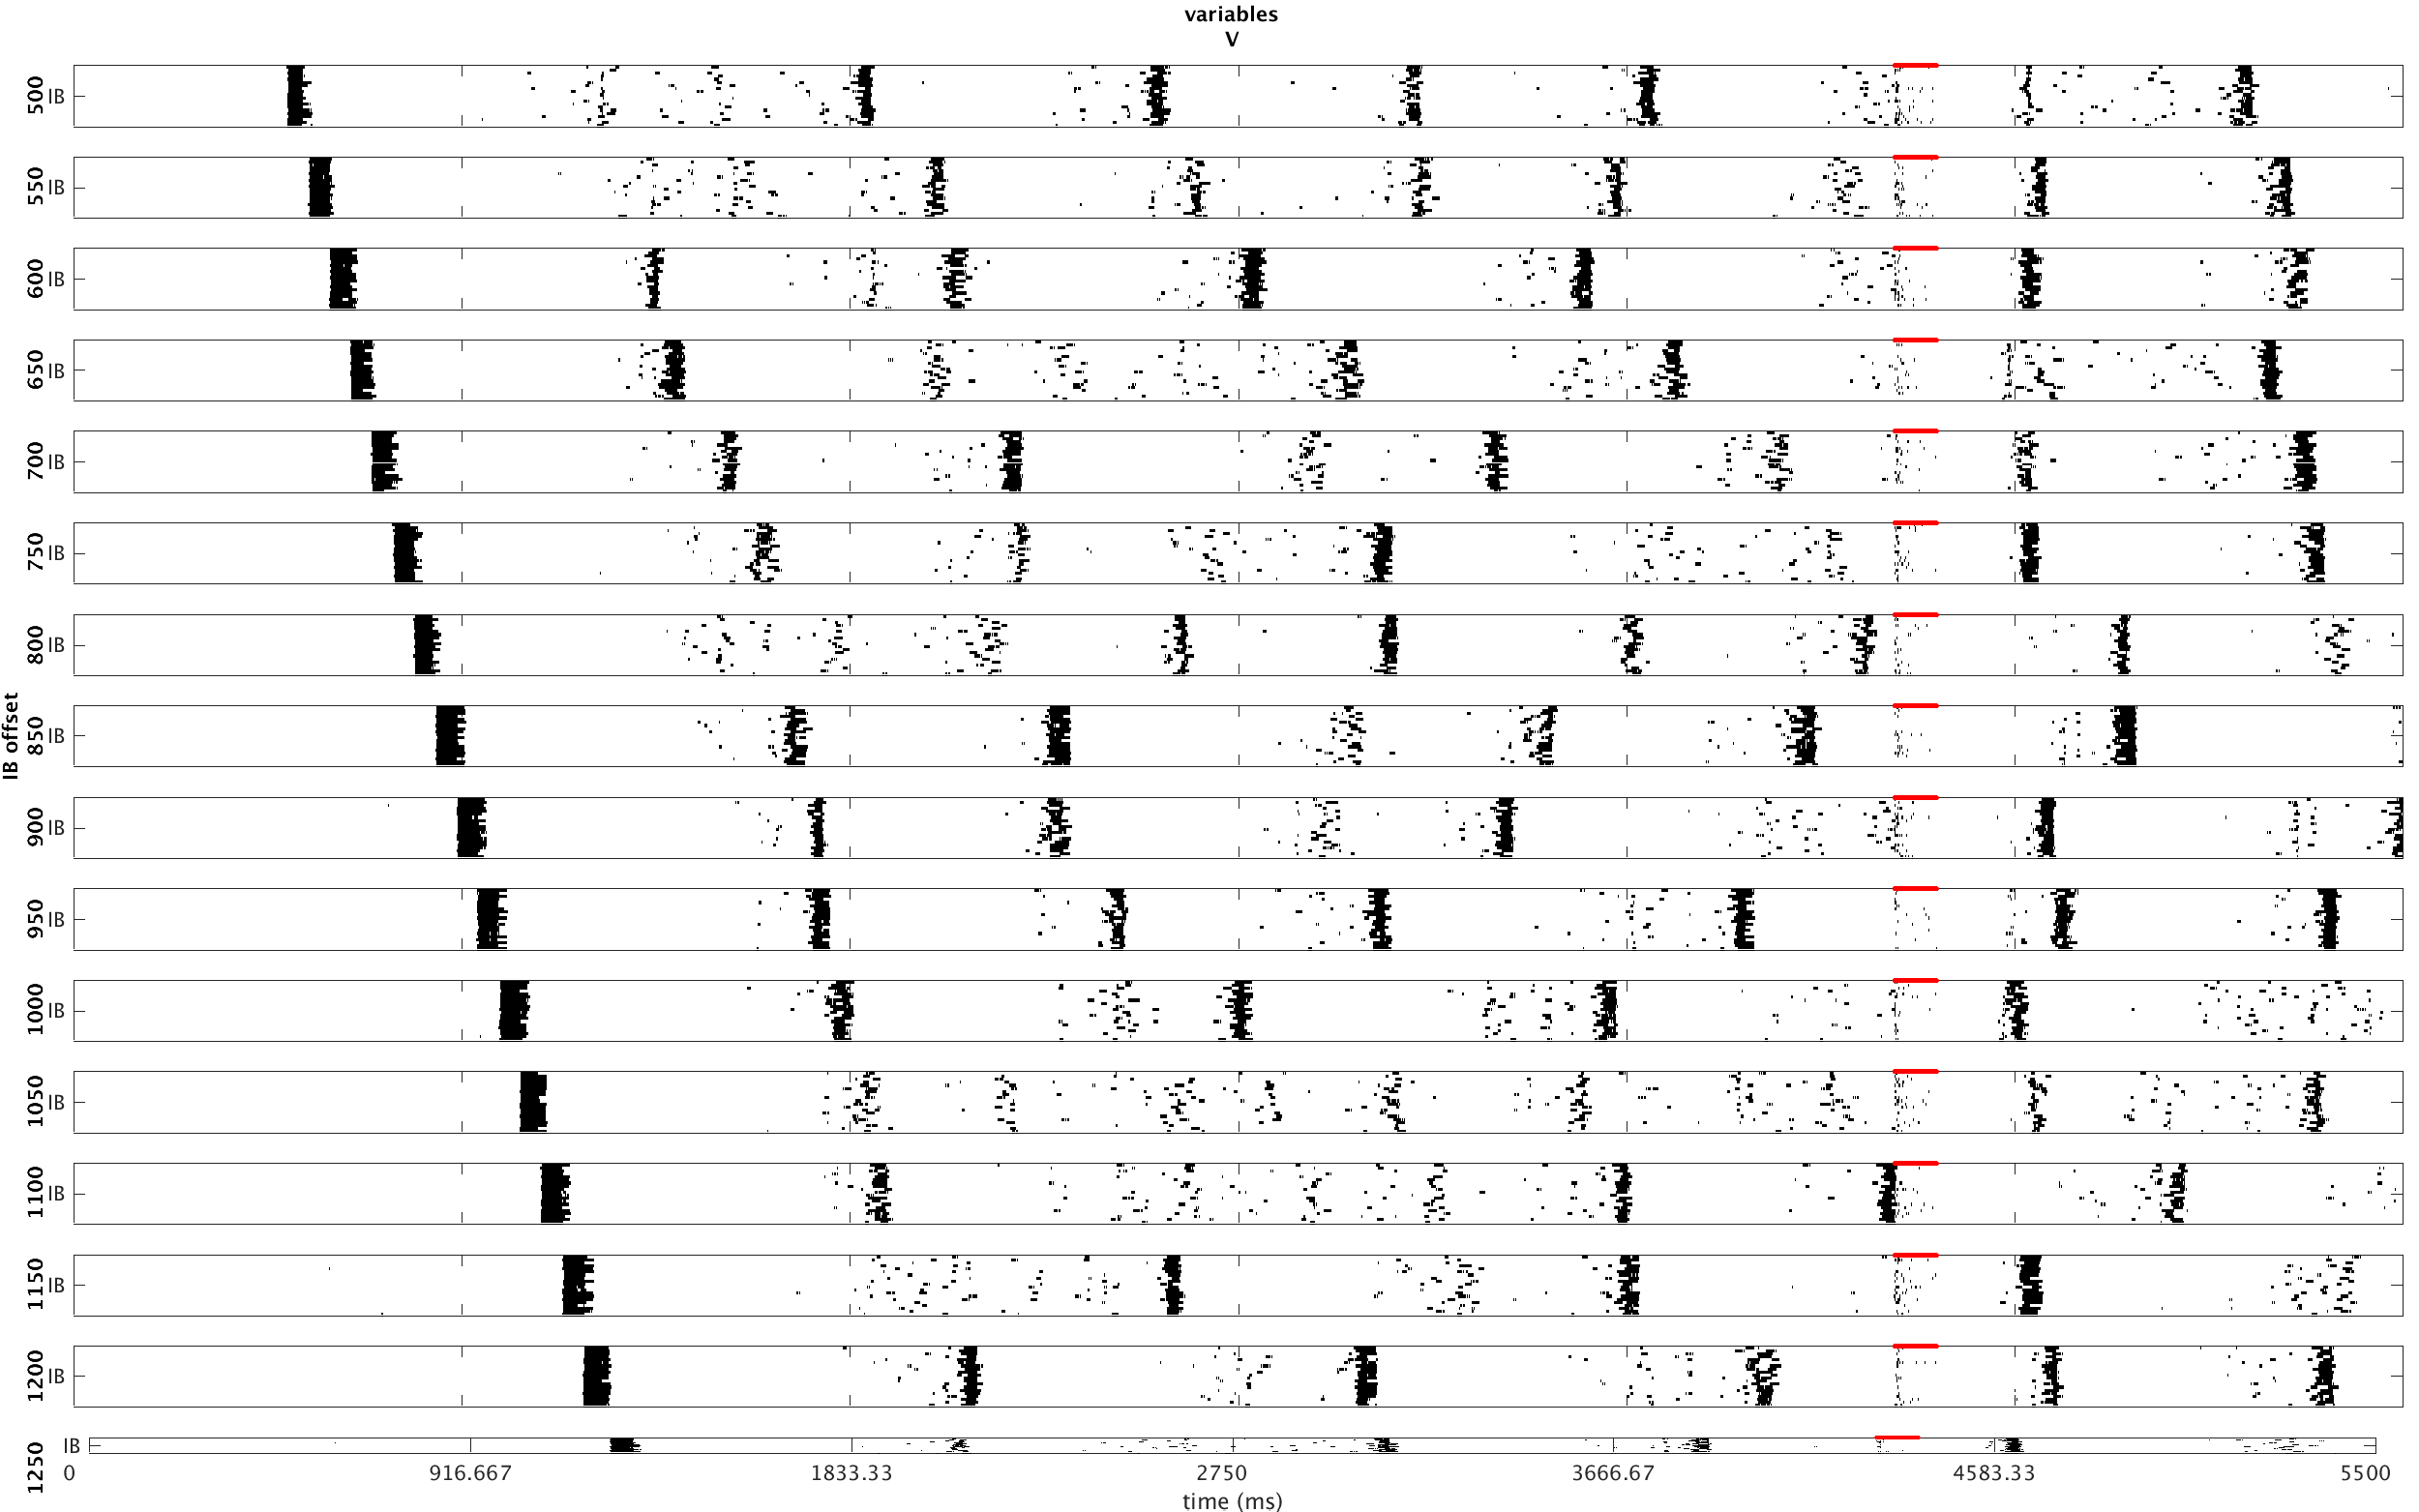 variables
V
500 IB
550 IB
600 IB
650 IB
700 IB
750 IB
800 IB
850 IB
900 IB
950 IB
1000 IB
1050 IB
1100 IB
1150 IB
1200 IB
1250 IB
IB offset
0 916.667 1833.33 2750 3666.67 4583.33 5500
time (ms)